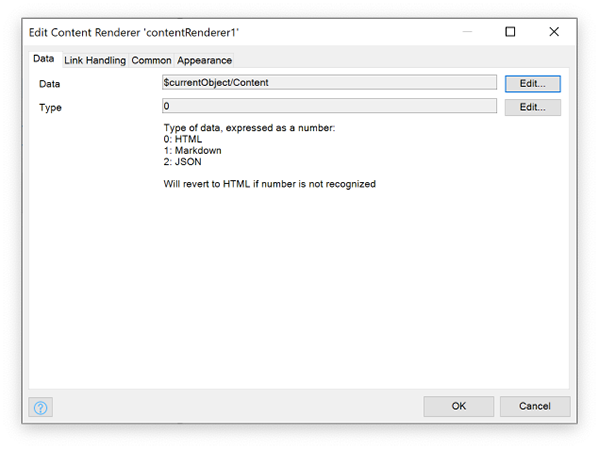 Edit Content Renderer 'contentRenderer1'
Data Link Handling Common Appearance
Data $currentObject/Content Edit...
Type 0 Edit...
Type of data, expressed as a number:
0: HTML
1: Markdown
2: JSON
Will revert to HTML if number is not recognized
? OK Cancel